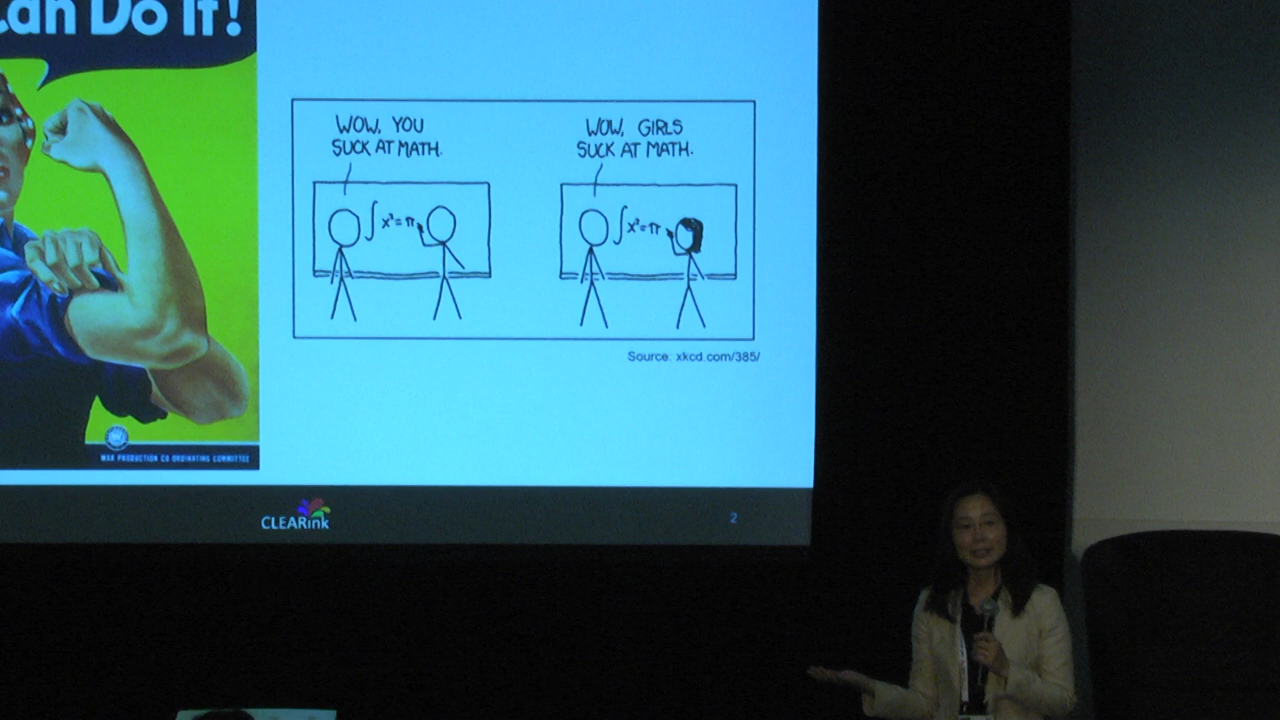 Can Do It!
WOW, YOU
SUCK AT MATH.
∫x²=π
WOW, GIRLS
SUCK AT MATH.
∫x²=π
Source: xkcd.com/385/
WAR PRODUCTION CO-ORDINATING COMMITTEE
CLEARink
2